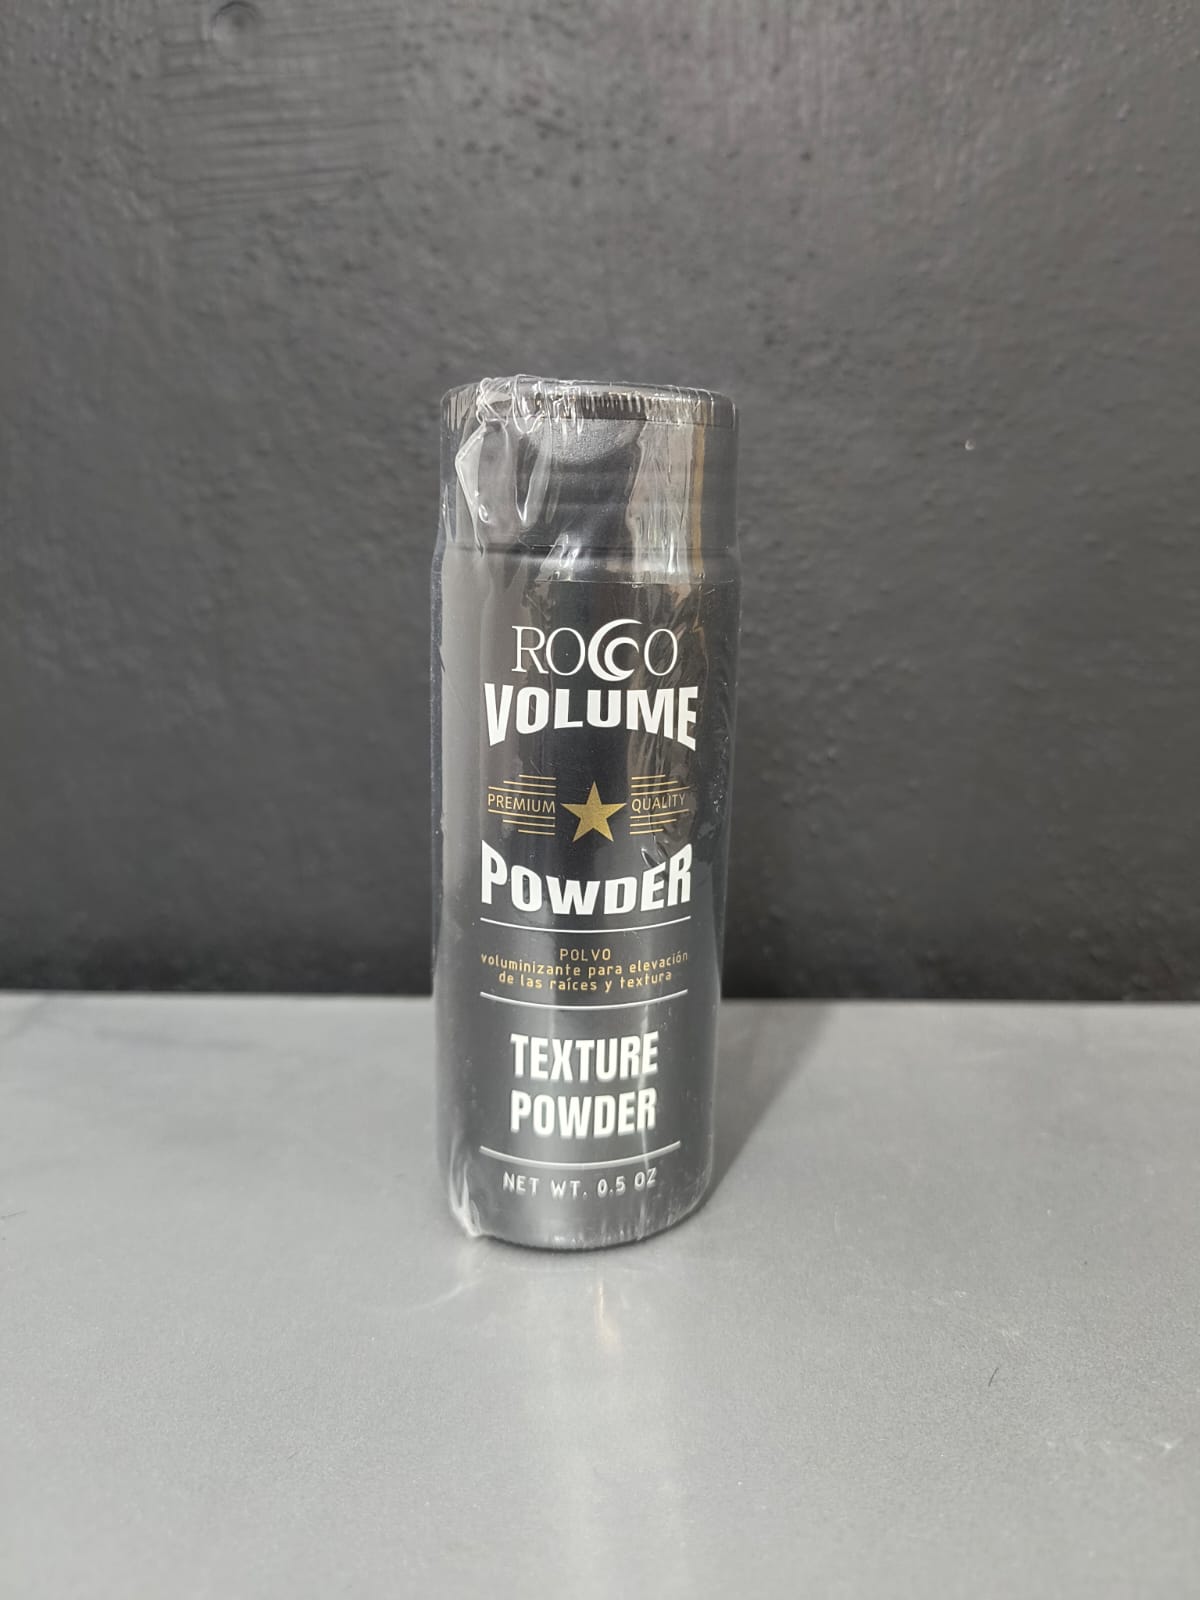 ROCCO
VOLUME
PREMIUM QUALITY
POWDER
POLVO
voluminizante para elevación
de las raíces y textura
TEXTURE
POWDER
NET WT. 0.5 OZ